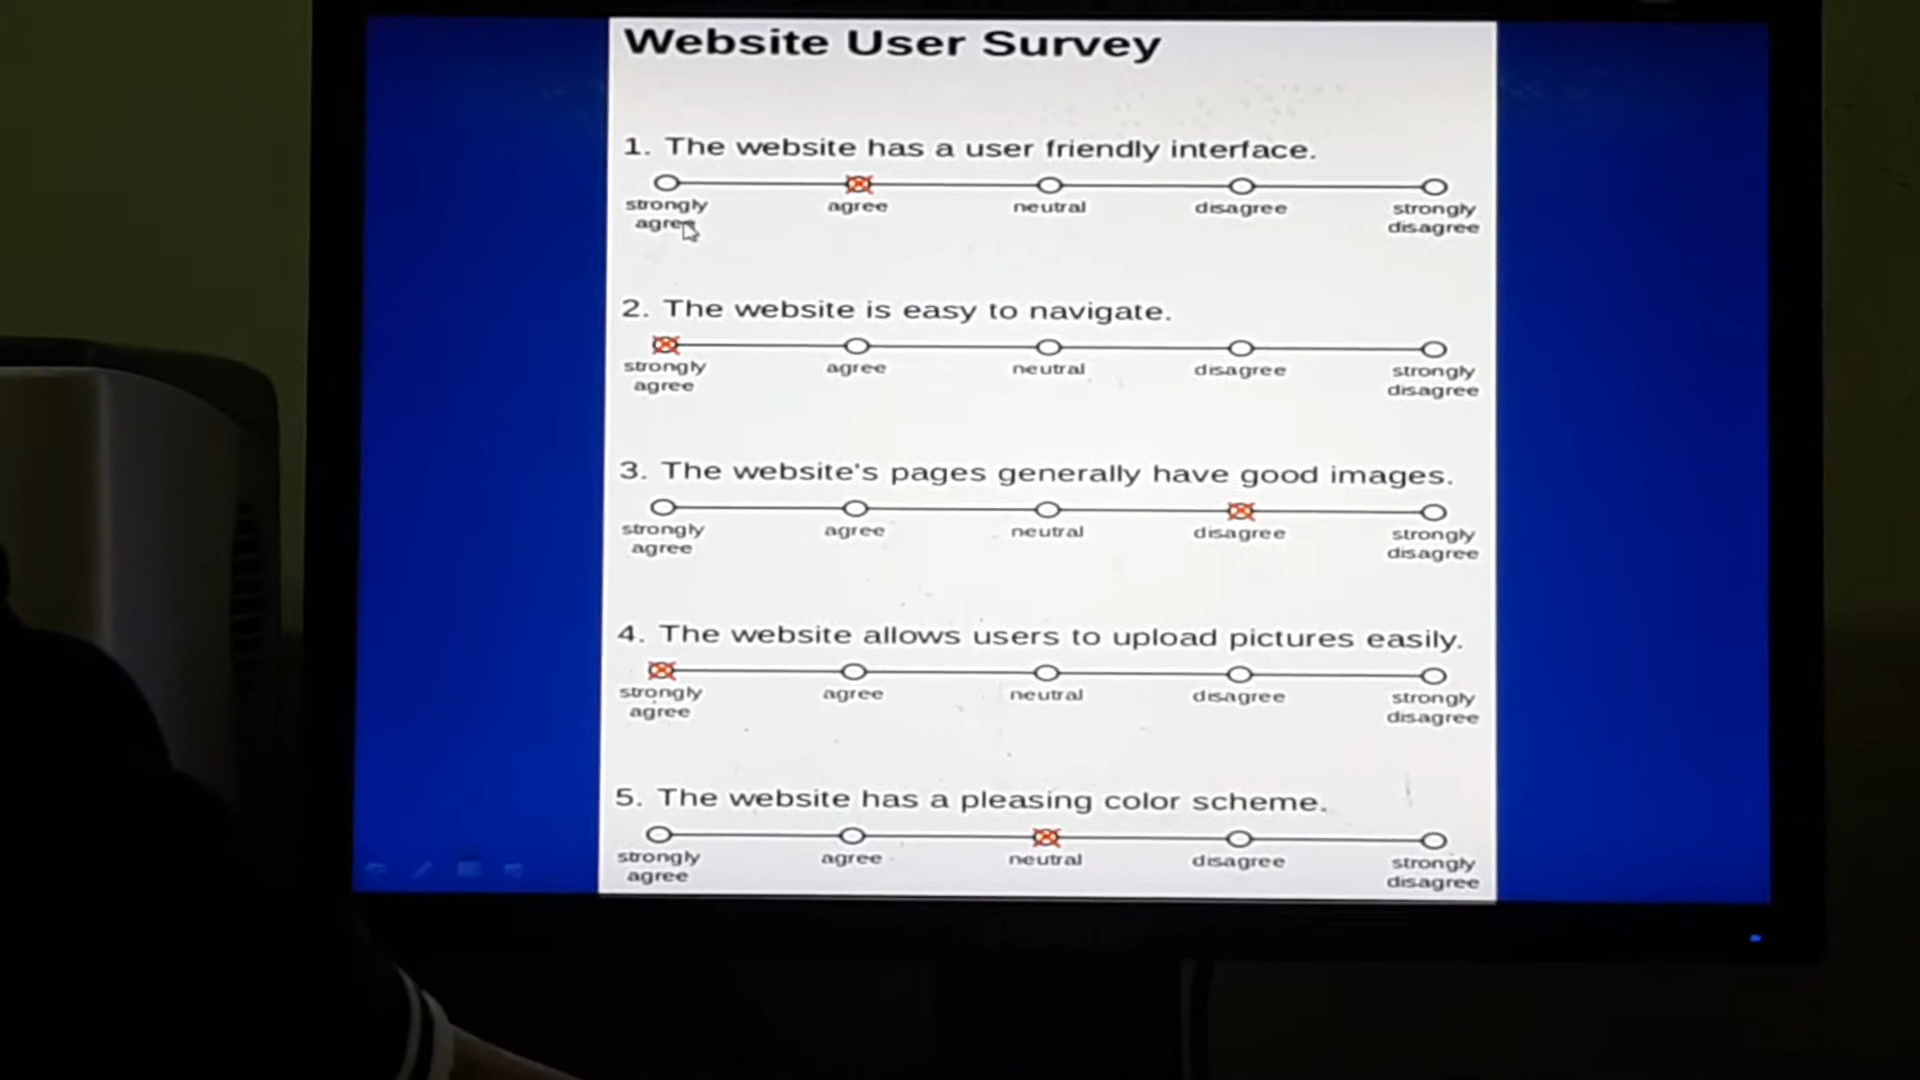 Website User Survey
1. The website has a user friendly interface.
strongly agree agree neutral disagree strongly disagree
2. The website is easy to navigate.
strongly agree agree neutral disagree strongly disagree
3. The website's pages generally have good images.
strongly agree agree neutral disagree strongly disagree
4. The website allows users to upload pictures easily.
strongly agree agree neutral disagree strongly disagree
5. The website has a pleasing color scheme.
strongly agree agree neutral disagree strongly disagree